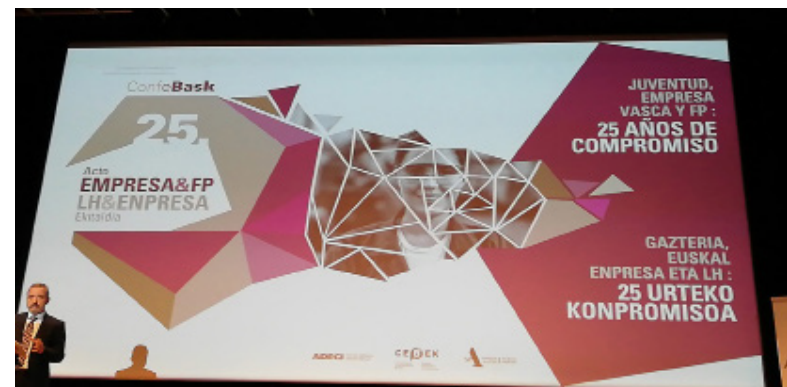 ConfeBask
25.
Acto
EMPRESA&FP
LH&ENPRESA
Ekitaldia
JUVENTUD,
EMPRESA
VASCA Y FP :
25 AÑOS DE
COMPROMISO
GAZTERIA,
EUSKAL
ENPRESA ETA LH :
25 URTEKO
KONPROMISOA
ADEGI
CEBEK